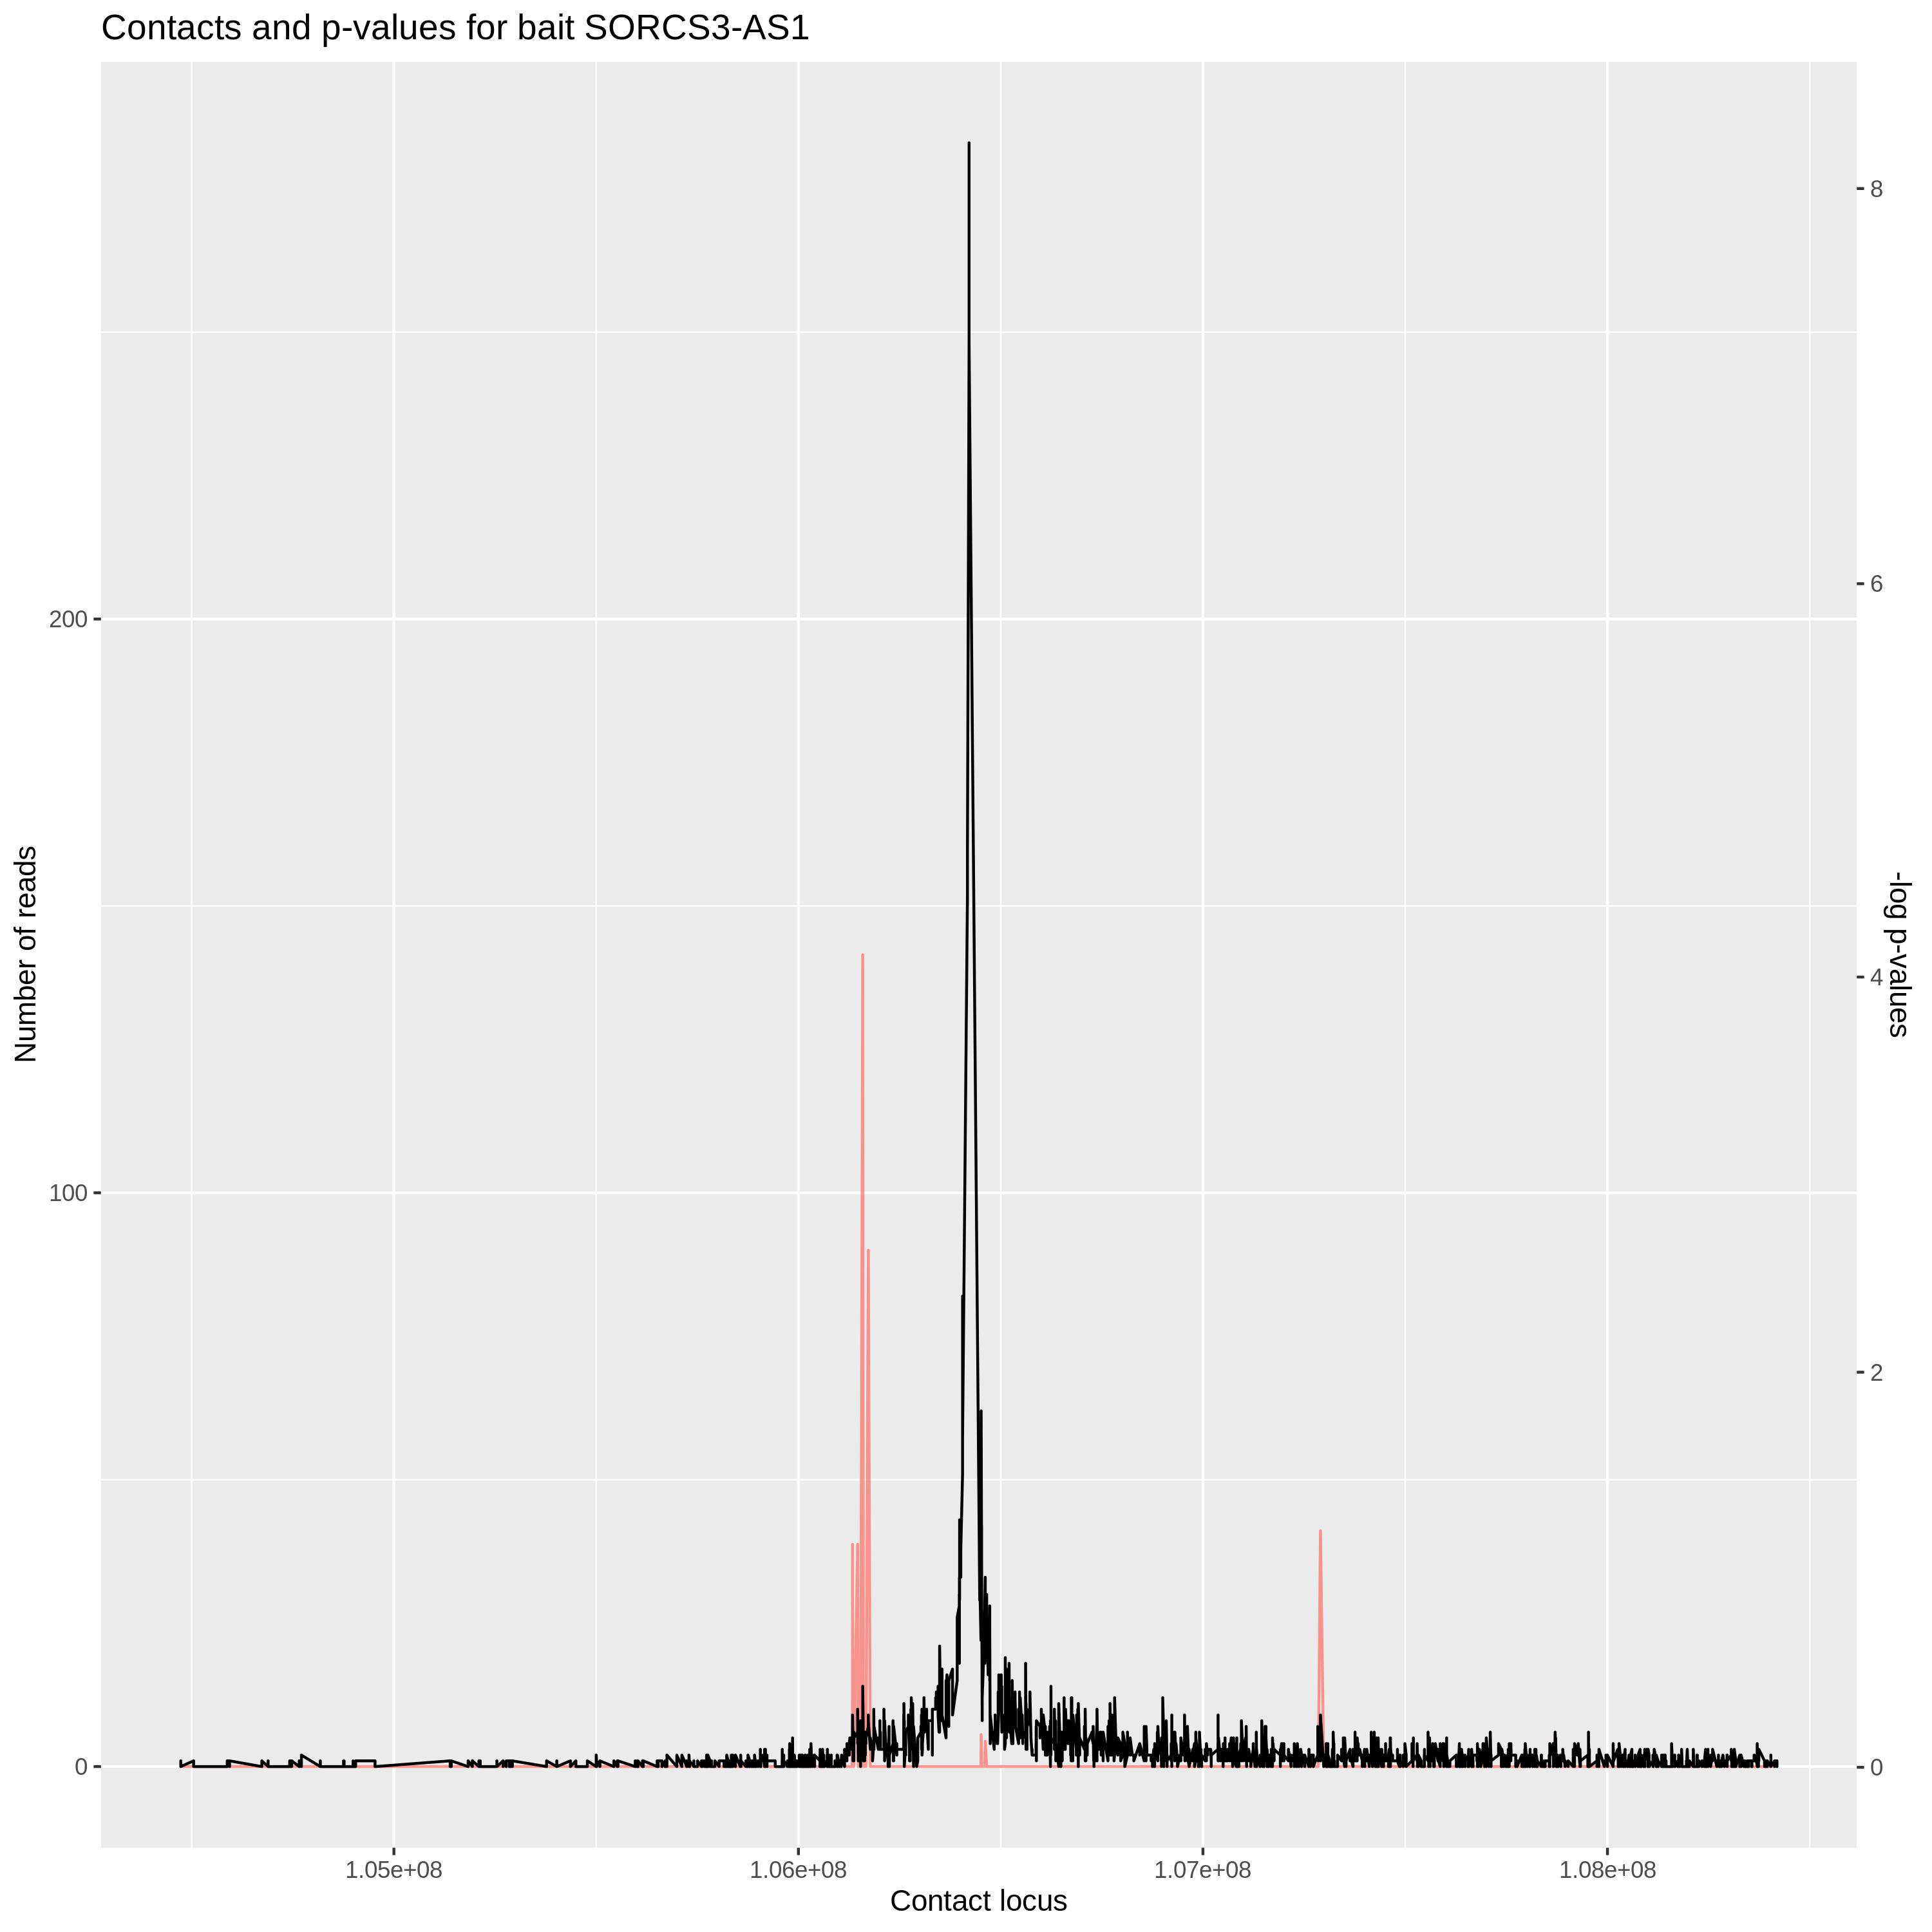 Contacts and p-values for bait SORCS3-AS1
Number of reads
200
100
0
8
6
4
2
0
-log p-values
1.05e+08
1.06e+08
1.07e+08
1.08e+08
Contact locus